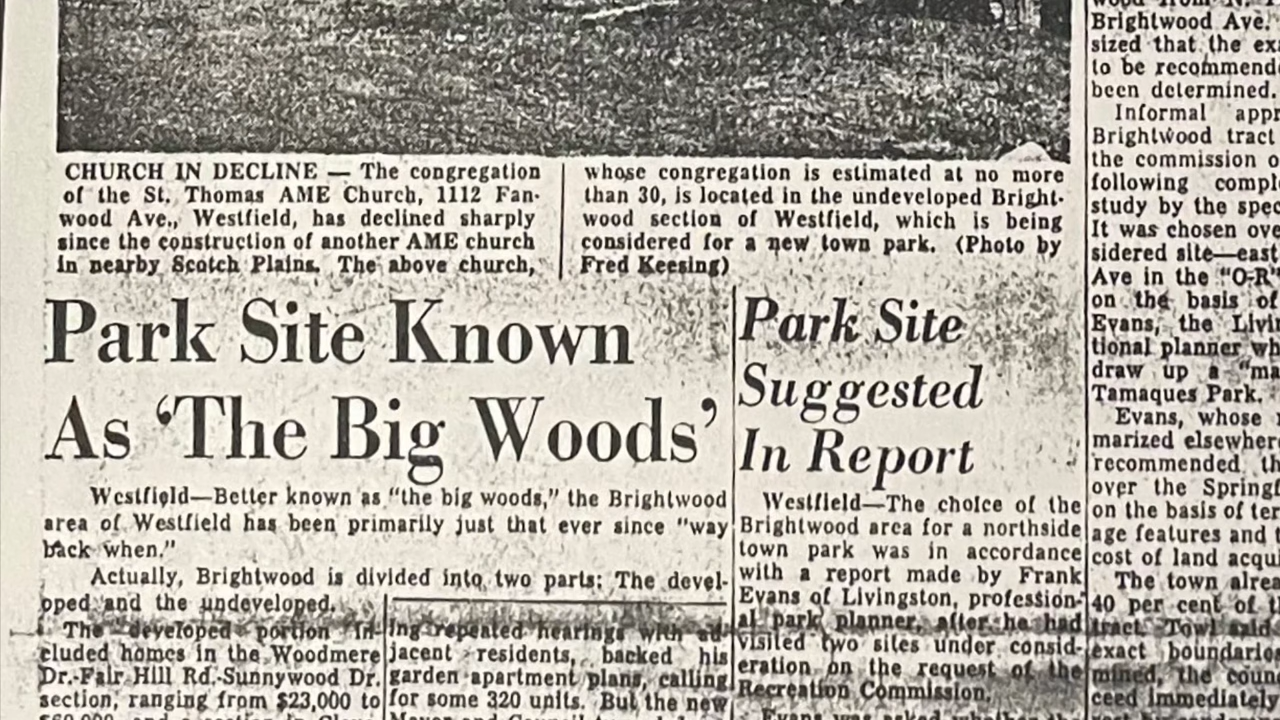 CHURCH IN DECLINE — The congregation
of the St. Thomas AME Church, 1112 Fan-
wood Ave., Westfield, has declined sharply
since the construction of another AME church
in nearby Scotch Plains. The above church,
whose congregation is estimated at no more
than 30, is located in the undeveloped Bright-
wood section of Westfield, which is being
considered for a new town park. (Photo by
Fred Keesing)
Park Site Known
As ‘The Big Woods’
Westfield—Better known as "the big woods," the Brightwood
area of Westfield has been primarily just that ever since "way
back when."
Actually, Brightwood is divided into two parts: The devel-
oped and the undeveloped.
The developed portion in-
cluded homes in the Woodmere
Dr.-Fair Hill Rd.-Sunnywood Dr.
section, ranging from $23,000 to
ing repeated hearings with ad-
jacent residents, backed his
garden apartment plans, calling
for some 320 units. But the new
Park Site
Suggested
In Report
Westfield—The choice of the
Brightwood area for a northside
town park was in accordance
with a report made by Frank
Evans of Livingston, profession-
al park planner, after he had
visited two sites under consid-
eration on the request of the
Recreation Commission.
Evans was asked whether the
Brightwood Ave.
sized that the ex
to be recommend
been determined.
Informal appr
Brightwood tract
the commission o
following comple
study by the spec
It was chosen ove
sidered site—east
Ave in the "O-R"
on the basis of
Evans, the Livi
tional planner wh
draw up a "ma
Tamaques Park.
Evans, whose
marized elsewher
recommended th
over the Springf
on the basis of ter
age features and t
cost of land acqu
The town alrea
40 per cent of t
tract. Towl said
exact boundaries
mined, the coun
ceed immediately